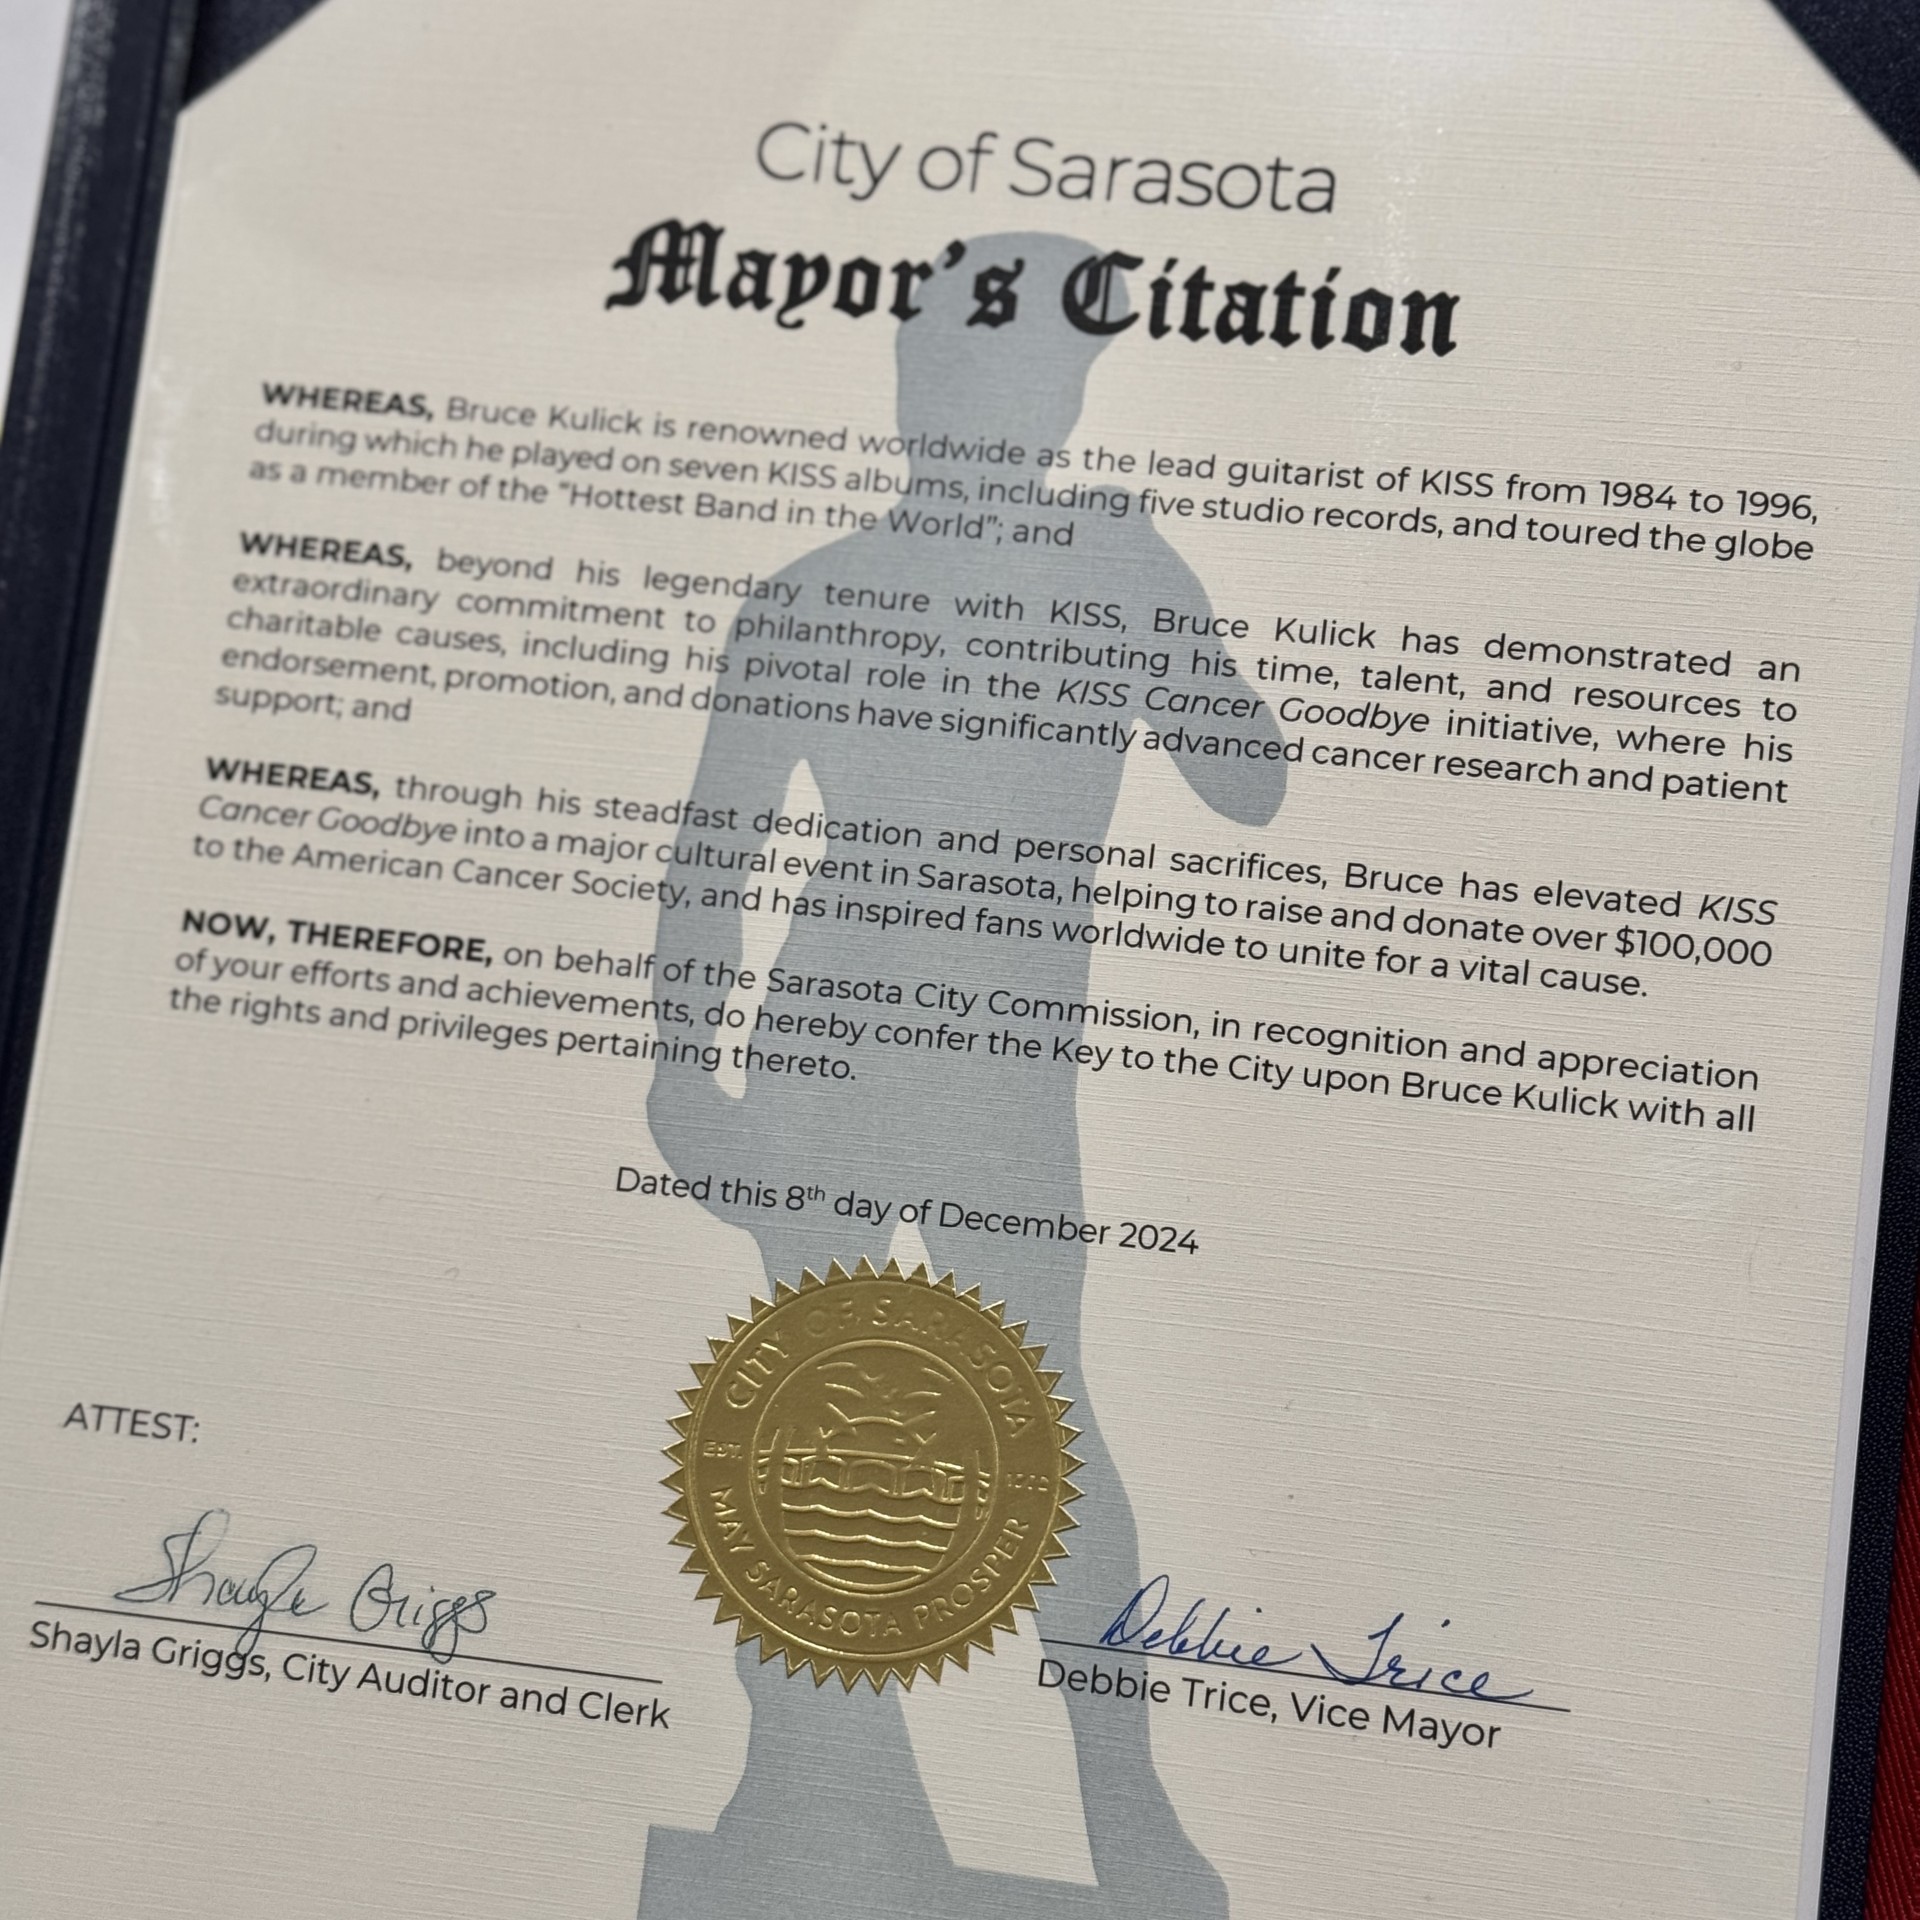 City of Sarasota
Mayor's Citation
WHEREAS, Bruce Kulick is renowned worldwide as the lead guitarist of KISS from 1984 to 1996,
during which he played on seven KISS albums, including five studio records, and toured the globe
as a member of the "Hottest Band in the World"; and
WHEREAS, beyond his legendary tenure with KISS, Bruce Kulick has demonstrated an
extraordinary commitment to philanthropy, contributing his time, talent, and resources to
charitable causes, including his pivotal role in the KISS Cancer Goodbye initiative, where his
endorsement, promotion, and donations have significantly advanced cancer research and patient
support; and
WHEREAS, through his steadfast dedication and personal sacrifices, Bruce has elevated KISS
Cancer Goodbye into a major cultural event in Sarasota, helping to raise and donate over $100,000
to the American Cancer Society, and has inspired fans worldwide to unite for a vital cause.
NOW, THEREFORE, on behalf of the Sarasota City Commission, in recognition and appreciation
of your efforts and achievements, do hereby confer the Key to the City upon Bruce Kulick with all
the rights and privileges pertaining thereto.
Dated this 8th day of December 2024
CITY OF SARASOTA
EST.
MAY SARASOTA PROSPER
ATTEST:
Shayla Griggs
Shayla Griggs, City Auditor and Clerk
Debbie Trice
Debbie Trice, Vice Mayor